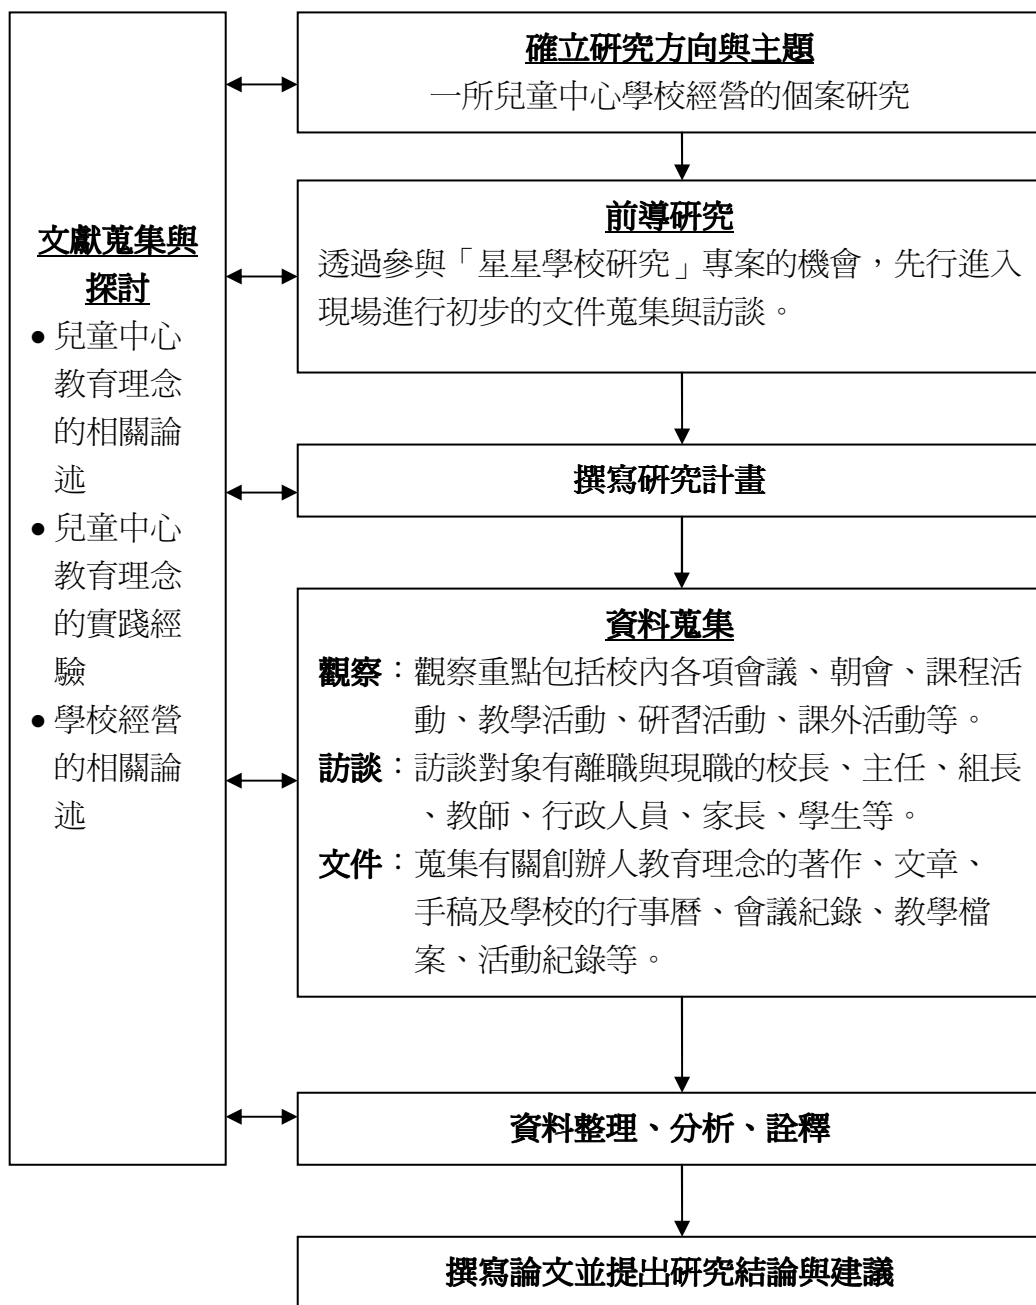 文獻蒐集與
探討
● 兒童中心
教育理念
的相關論
述
● 兒童中心
教育理念
的實踐經
驗
● 學校經營
的相關論
述
確立研究方向與主題
一所兒童中心學校經營的個案研究
前導研究
透過參與「星星學校研究」專案的機會，先行進入
現場進行初步的文件蒐集與訪談。
撰寫研究計畫
資料蒐集
觀察：觀察重點包括校內各項會議、朝會、課程活
動、教學活動、研習活動、課外活動等。
訪談：訪談對象有離職與現職的校長、主任、組長
、教師、行政人員、家長、學生等。
文件：蒐集有關創辦人教育理念的著作、文章、
手稿及學校的行事曆、會議紀錄、教學檔
案、活動紀錄等。
資料整理、分析、詮釋
撰寫論文並提出研究結論與建議